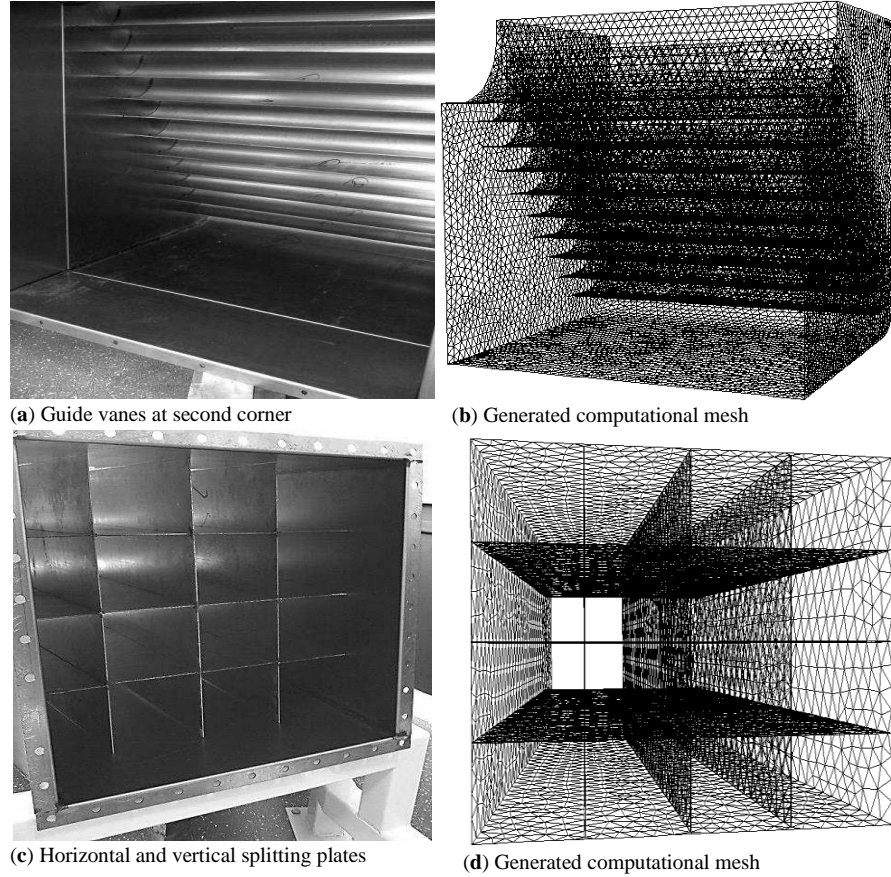 (a) Guide vanes at second corner
(b) Generated computational mesh
(c) Horizontal and vertical splitting plates
(d) Generated computational mesh